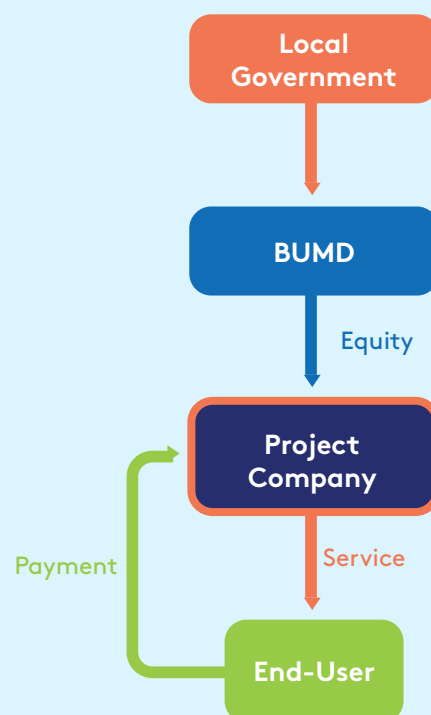 Local
Government
BUMD
Equity
Project
Company
Service
Payment
End-User